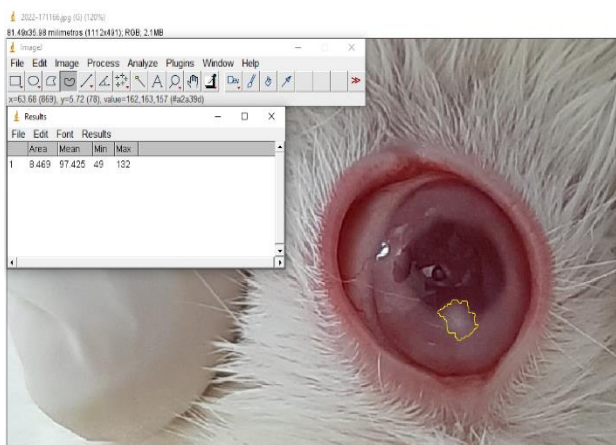 2022-171166.jpg (G) (120%)
81.49x35.98 milimetros (1112x491); RGB; 2.1MB
ImageJ
File Edit Image Process Analyze Plugins Window Help
Dev
x=63.68 (869), y=5.72 (78), value=162,163,157 (#a2a39d)
Results
File Edit Font Results
Area Mean Min Max
1 8.469 97.425 49 132